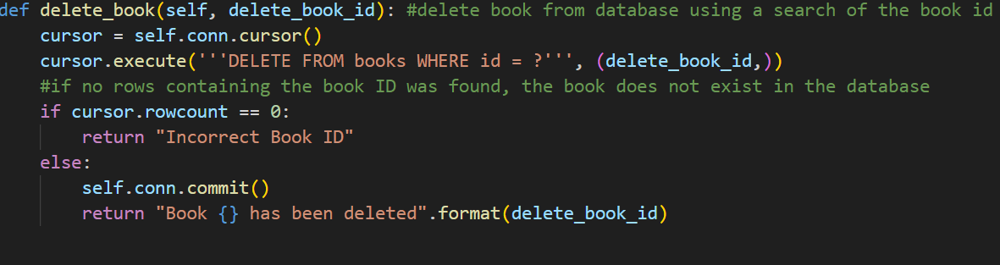 def delete_book(self, delete_book_id): #delete book from database using a search of the book id
cursor = self.conn.cursor()
cursor.execute('''DELETE FROM books WHERE id = ?''', (delete_book_id,))
#if no rows containing the book ID was found, the book does not exist in the database
if cursor.rowcount == 0:
return "Incorrect Book ID"
else:
self.conn.commit()
return "Book {} has been deleted".format(delete_book_id)